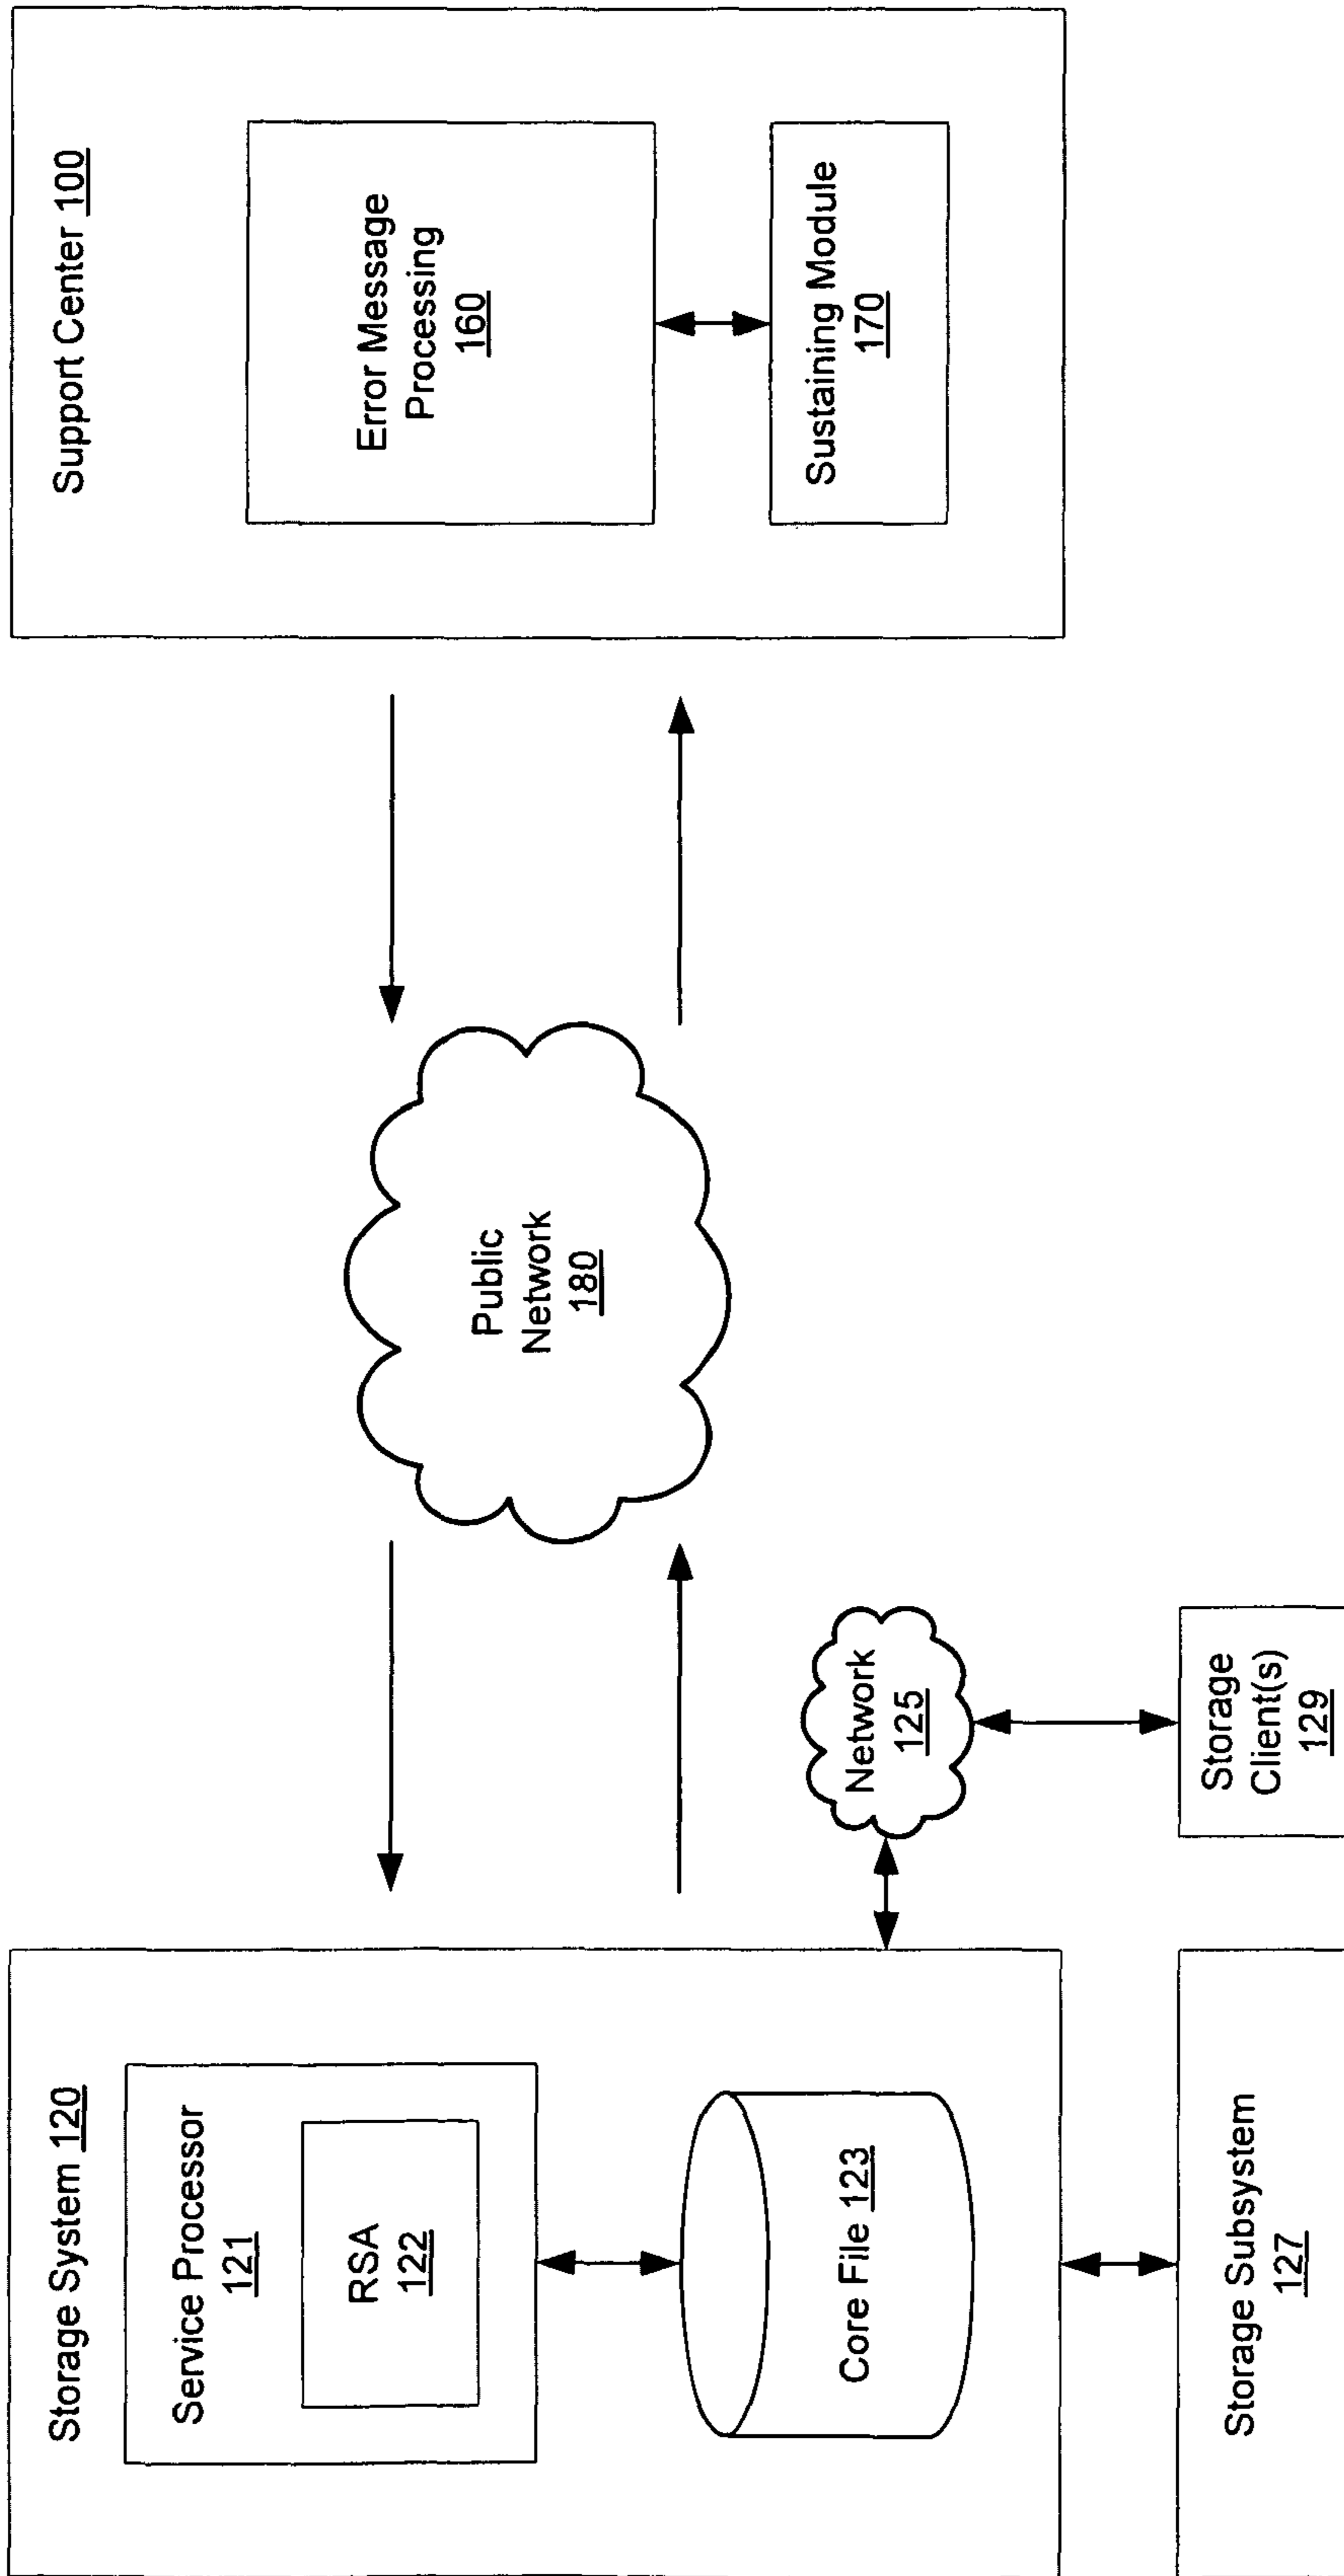 Storage System 120
Service Processor
121
RSA
122
Core File 123
Storage Subsystem
127
Network
125
Storage
Client(s)
129
Public
Network
180
Support Center 100
Error Message
Processing
160
Sustaining Module
170